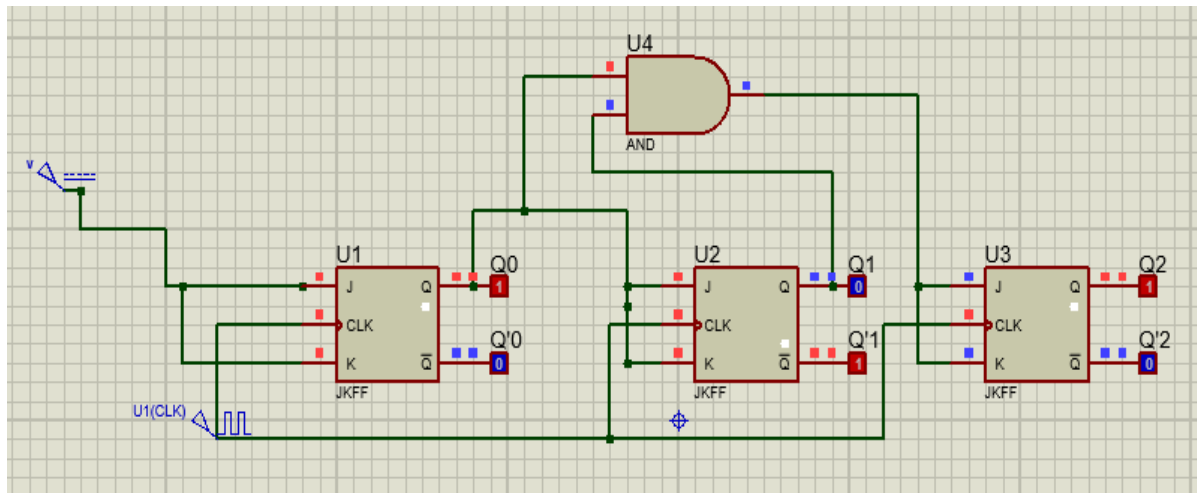 U4
AND
v
U1
J
CLK
K
Q
Q̅
JKFF
Q0
1
Q'0
0
U2
J
CLK
K
Q
Q̅
JKFF
Q1
0
Q'1
1
U3
J
CLK
K
Q
Q̅
JKFF
Q2
1
Q'2
0
U1(CLK)